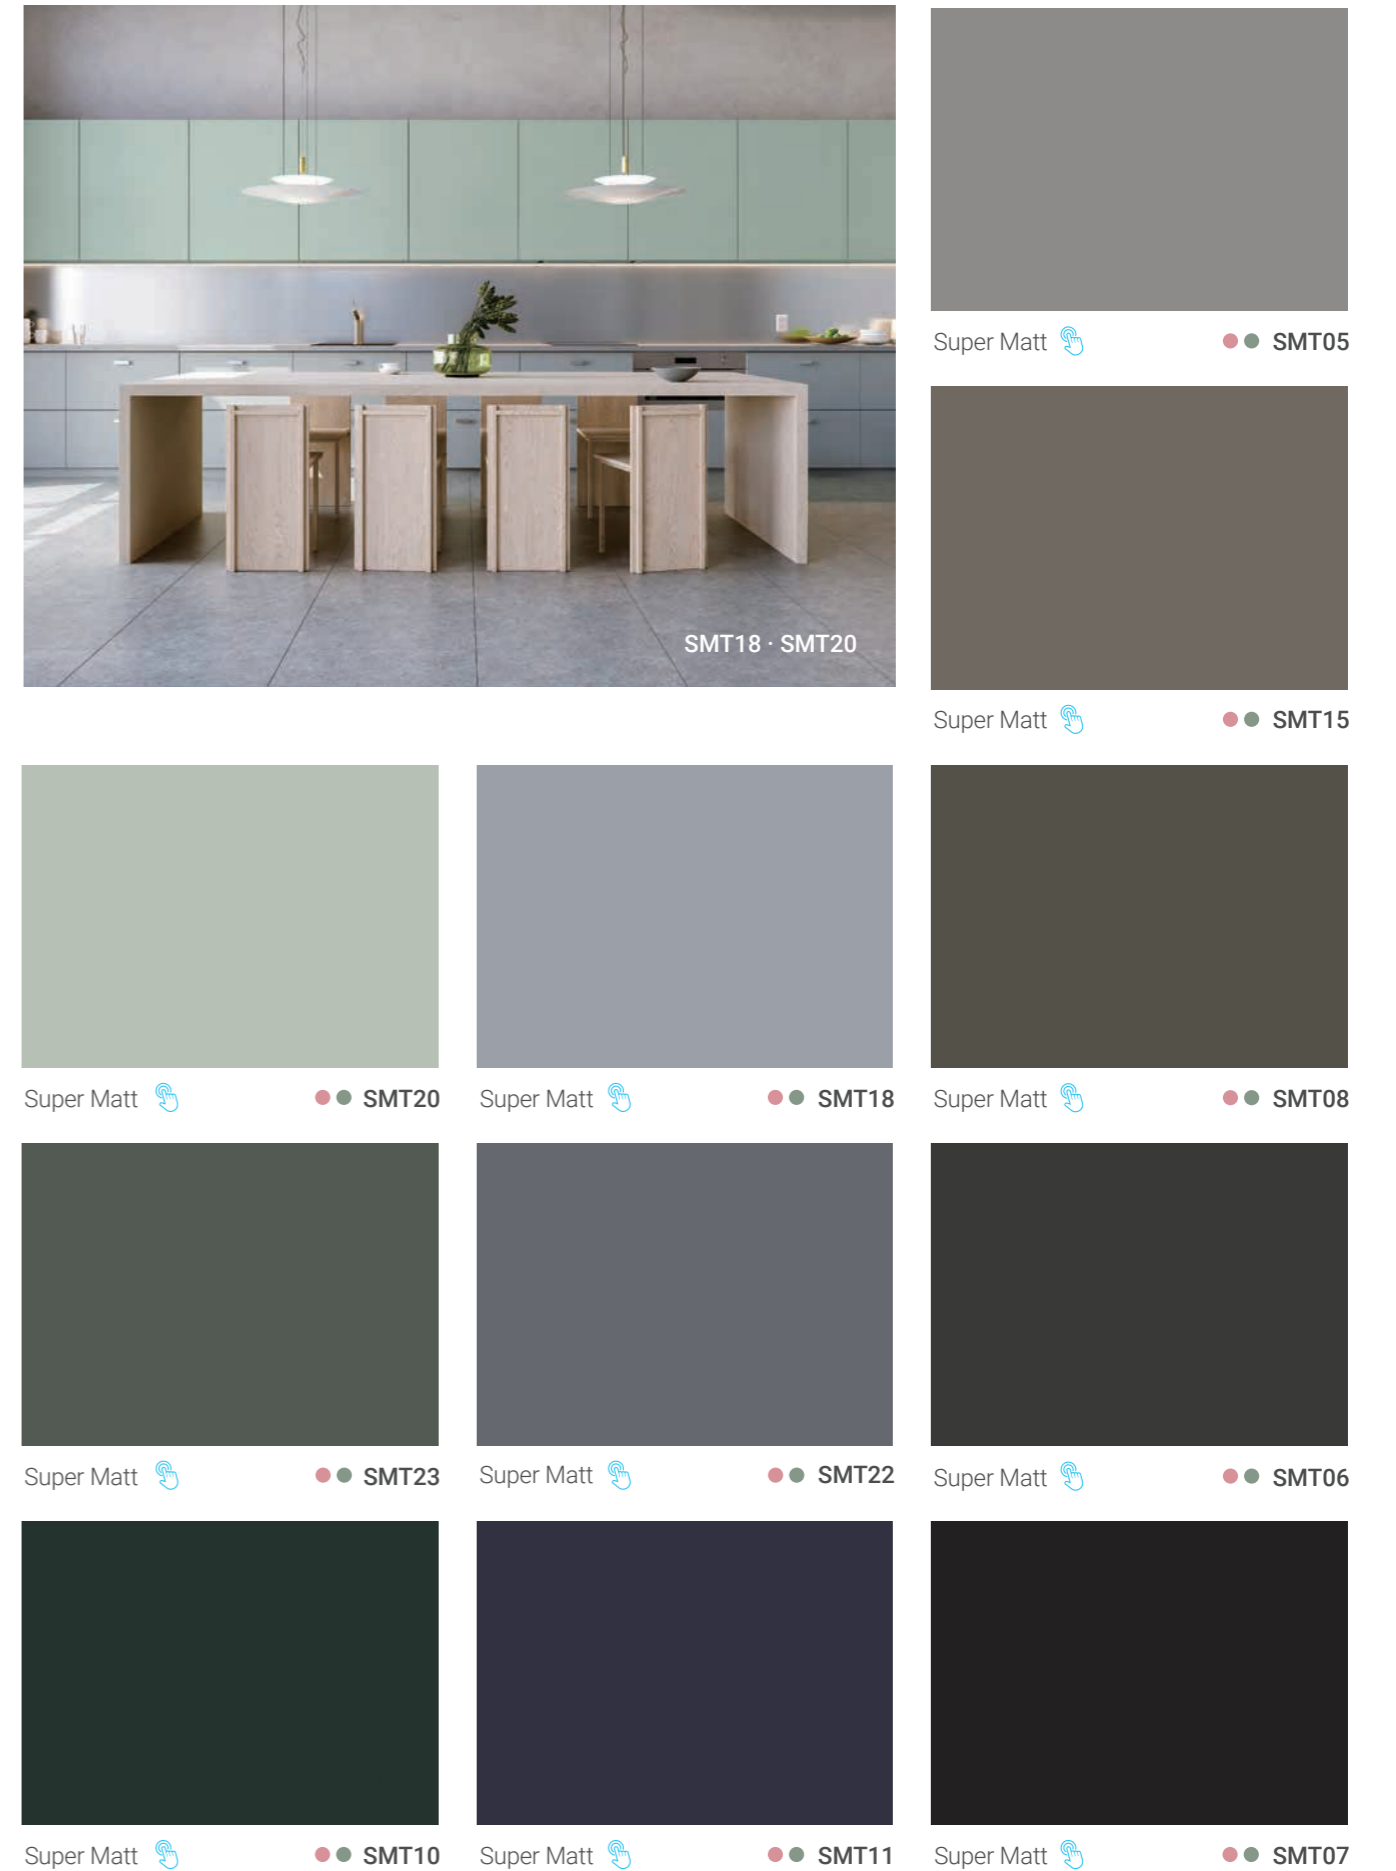 SMT18 · SMT20
Super Matt SMT05
Super Matt SMT15
Super Matt SMT20
Super Matt SMT18
Super Matt SMT08
Super Matt SMT23
Super Matt SMT22
Super Matt SMT06
Super Matt SMT10
Super Matt SMT11
Super Matt SMT07